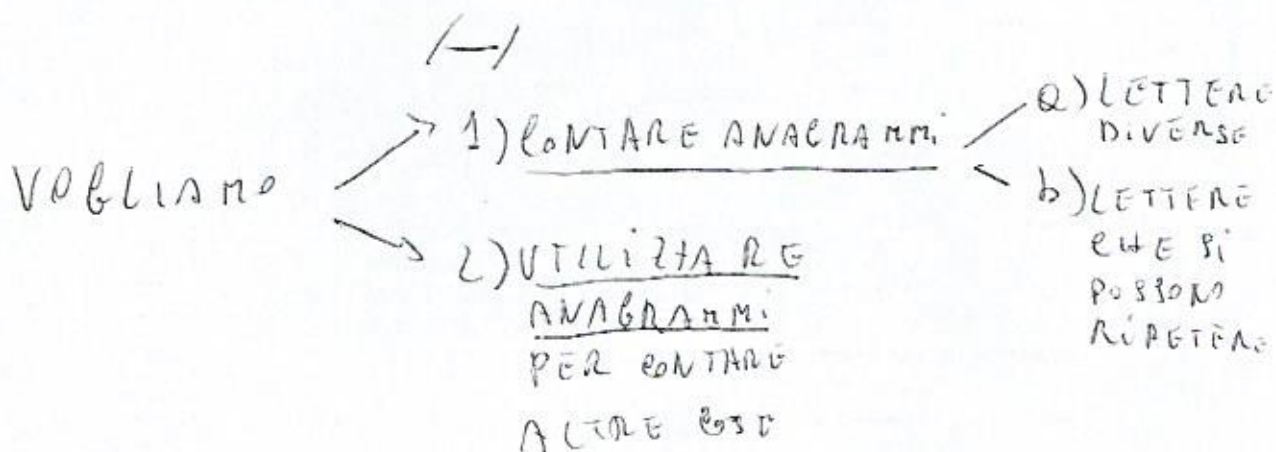 /—/
VOGLIAMO
1) CONTARE ANAGRAMMI
a) LETTERE
DIVERSE
b) LETTERE
CHE SI
POSSONO
RIPETERE
2) UTILIZZARE
ANAGRAMMI
PER CONTARE
ALTRE COSE